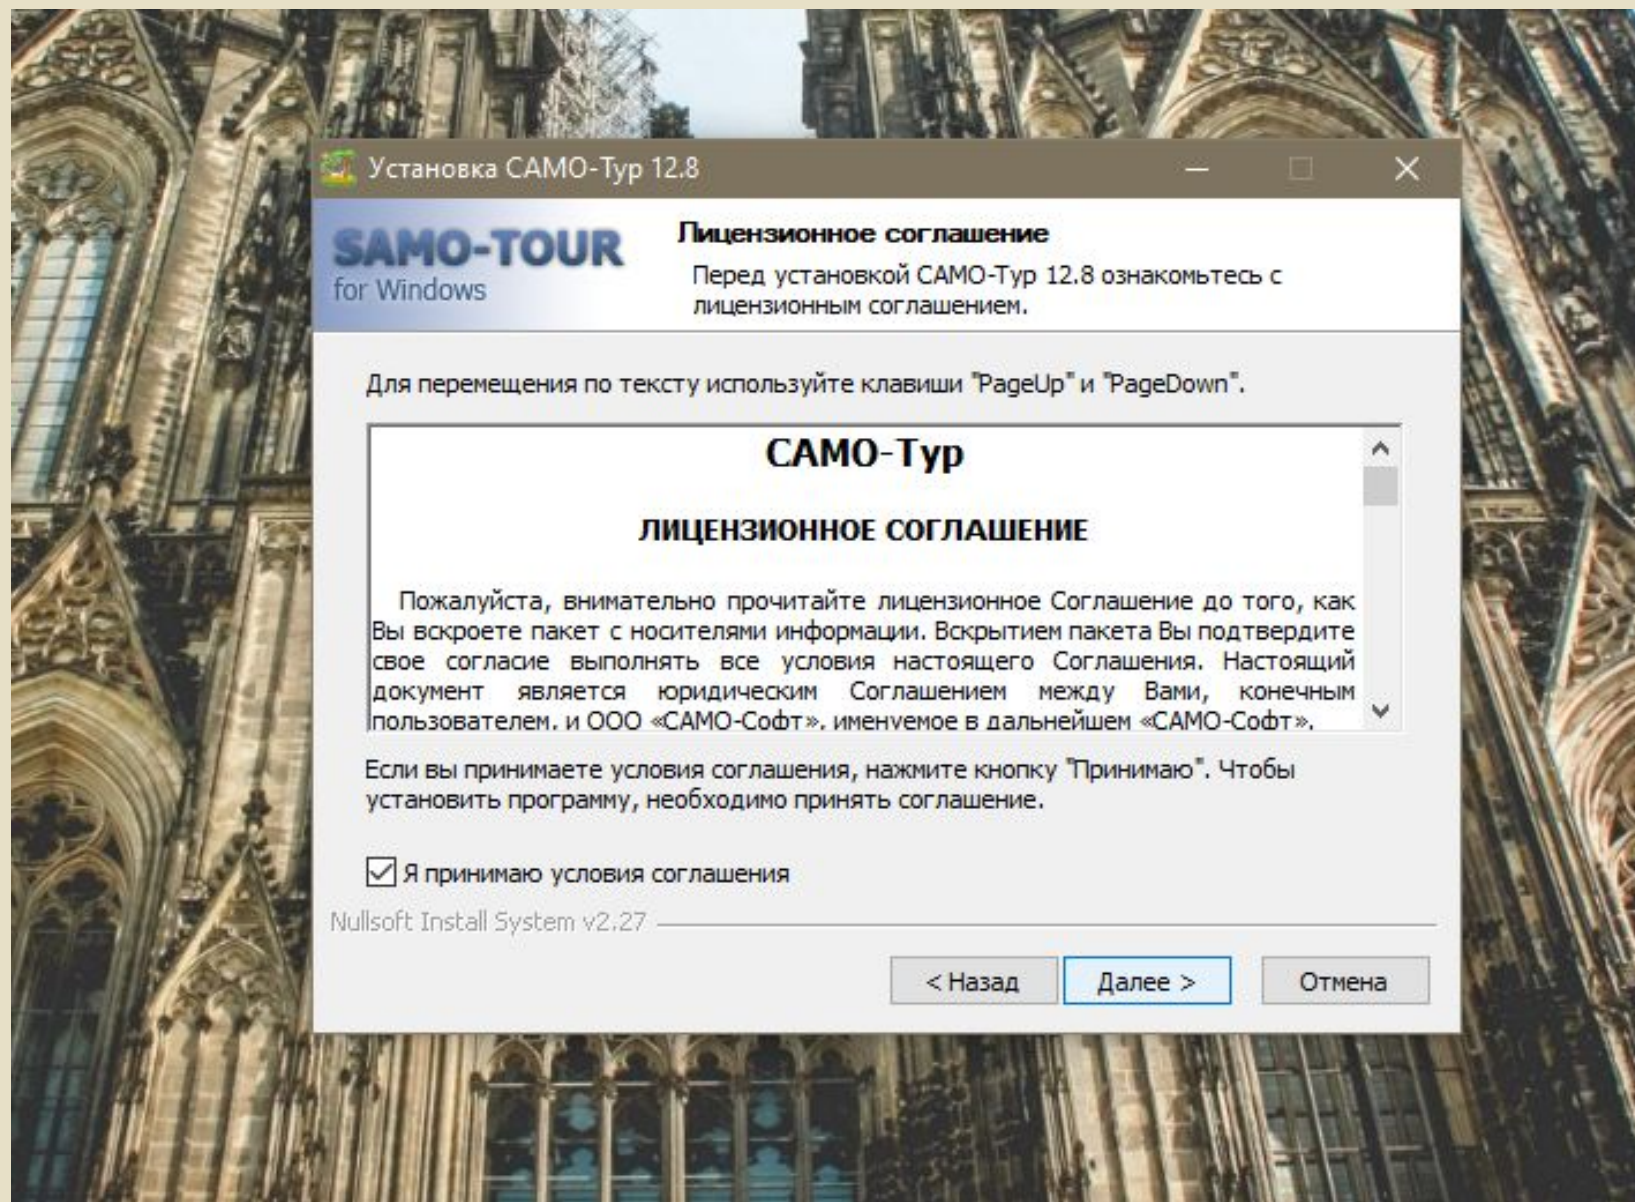 Установка САМО-Тур 12.8
SAMO-TOUR
for Windows
Лицензионное соглашение
Перед установкой САМО-Тур 12.8 ознакомьтесь с
лицензионным соглашением.
Для перемещения по тексту используйте клавиши "PageUp" и "PageDown".
САМО-Тур
ЛИЦЕНЗИОННОЕ СОГЛАШЕНИЕ
Пожалуйста, внимательно прочитайте лицензионное Соглашение до того, как
Вы вскроете пакет с носителями информации. Вскрытием пакета Вы подтвердите
свое согласие выполнять все условия настоящего Соглашения. Настоящий
документ является юридическим Соглашением между Вами, конечным
пользователем, и ООО «САМО-Софт», именуемое в дальнейшем «САМО-Софт».
Если вы принимаете условия соглашения, нажмите кнопку "Принимаю". Чтобы
установить программу, необходимо принять соглашение.
Я принимаю условия соглашения
Nullsoft Install System v2.27
< Назад Далее > Отмена